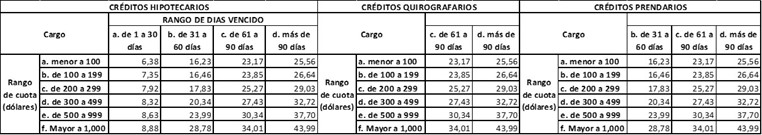 CRÉDITOS HIPOTECARIOS CRÉDITOS QUIROGRAFARIOS CRÉDITOS PRENDARIOS
RANGO DE DIAS VENCIDO
Cargo a. de 1 a 30 días b. de 31 a 60 días c. de 61 a 90 días d. más de 90 días Cargo c. de 61 a 90 días d. más de 90 días Cargo b. de 31 a 60 días c. de 61 a 90 días d. más de 90 días
Rango de cuota (dólares) a. menor a 100 6,38 16,23 23,17 25,56 Rango de cuota (dólares) a. menor a 100 23,17 25,56 Rango de cuota (dólares) a. menor a 100 16,23 23,17 25,56
b. de 100 a 199 7,35 16,46 23,85 26,64 b. de 100 a 199 23,85 26,64 b. de 100 a 199 16,46 23,85 26,64
c. de 200 a 299 7,92 17,83 25,27 29,03 c. de 200 a 299 25,27 29,03 c. de 200 a 299 17,83 25,27 29,03
d. de 300 a 499 8,32 20,34 27,43 32,72 d. de 300 a 499 27,43 32,72 d. de 300 a 499 20,34 27,43 32,72
e. de 500 a 999 8,63 23,99 30,34 37,70 e. de 500 a 999 30,34 37,70 e. de 500 a 999 23,99 30,34 37,70
f. Mayor a 1,000 8,88 28,78 34,01 43,99 f. Mayor a 1,000 34,01 43,99 f. Mayor a 1,000 28,78 34,01 43,99